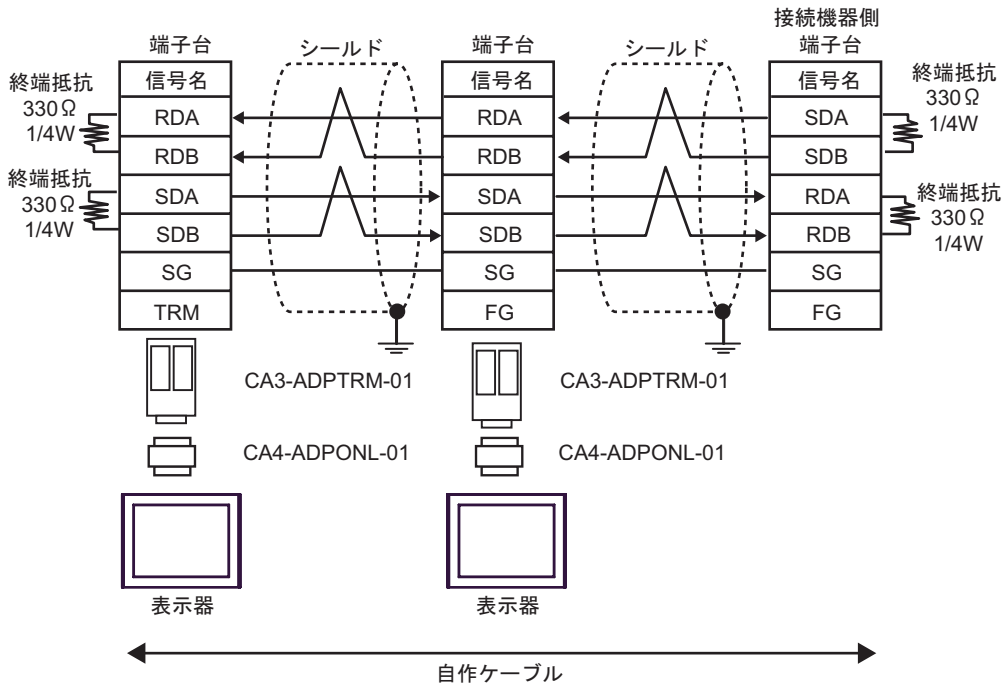 接続機器側
端子台
シールド
端子台
シールド
端子台
終端抵抗
330Ω
1/4W
終端抵抗
330Ω
1/4W
信号名
RDA
RDB
SDA
SDB
SG
TRM
信号名
RDA
RDB
SDA
SDB
SG
FG
信号名
SDA
SDB
RDA
RDB
SG
FG
終端抵抗
330Ω
1/4W
終端抵抗
330Ω
1/4W
CA3-ADPTRM-01
CA3-ADPTRM-01
CA4-ADPONL-01
CA4-ADPONL-01
表示器
表示器
自作ケーブル